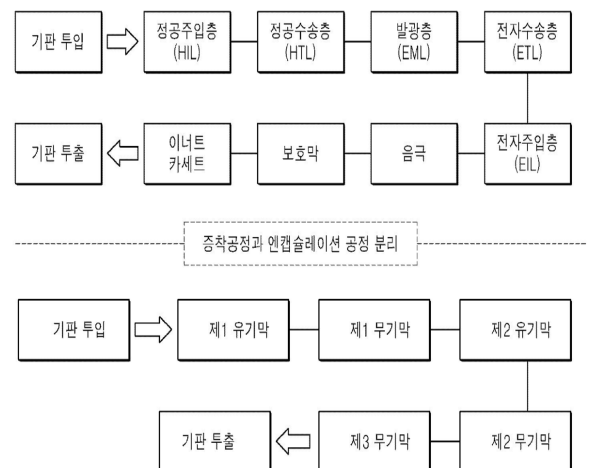 기판 투입
정공주입층
(HIL)
정공수송층
(HTL)
발광층
(EML)
전자수송층
(ETL)
기판 투출
이너트
카세트
보호막
음극
전자주입층
(EIL)
증착공정과 엔캡슐레이션 공정 분리
기판 투입
제1 유기막
제1 무기막
제2 유기막
기판 투출
제3 무기막
제2 무기막